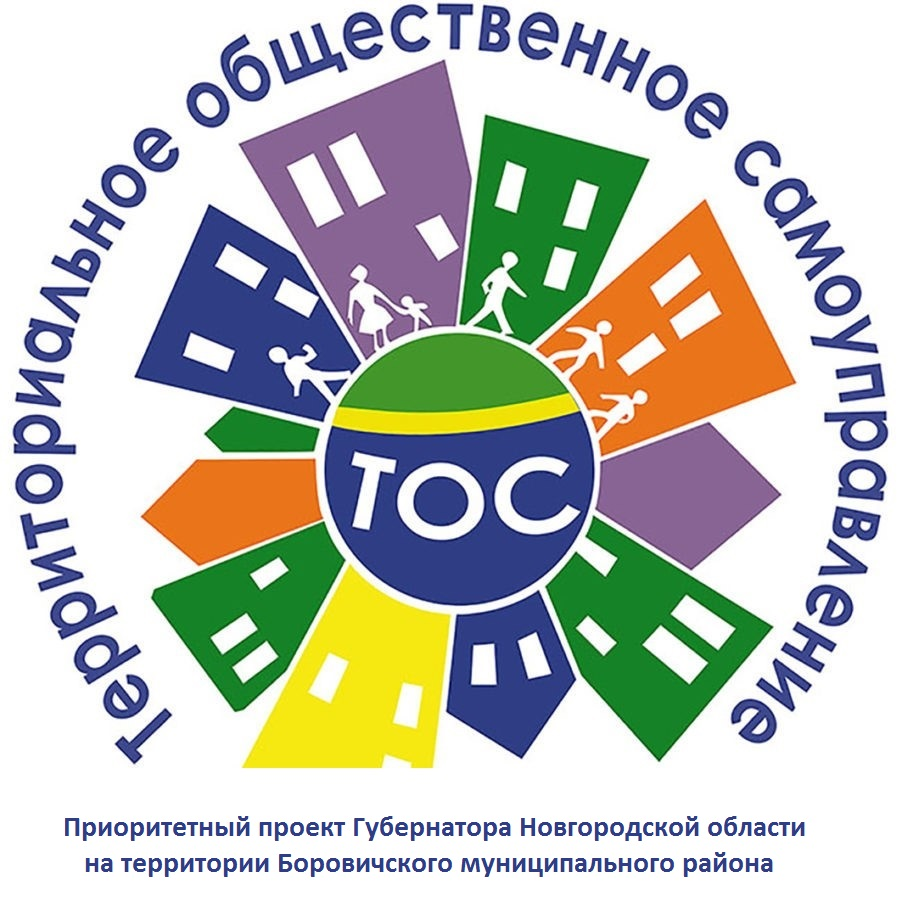 Территориальное общественное самоуправление
ТОС
Приоритетный проект Губернатора Новгородской области
на территории Боровичского муниципального района